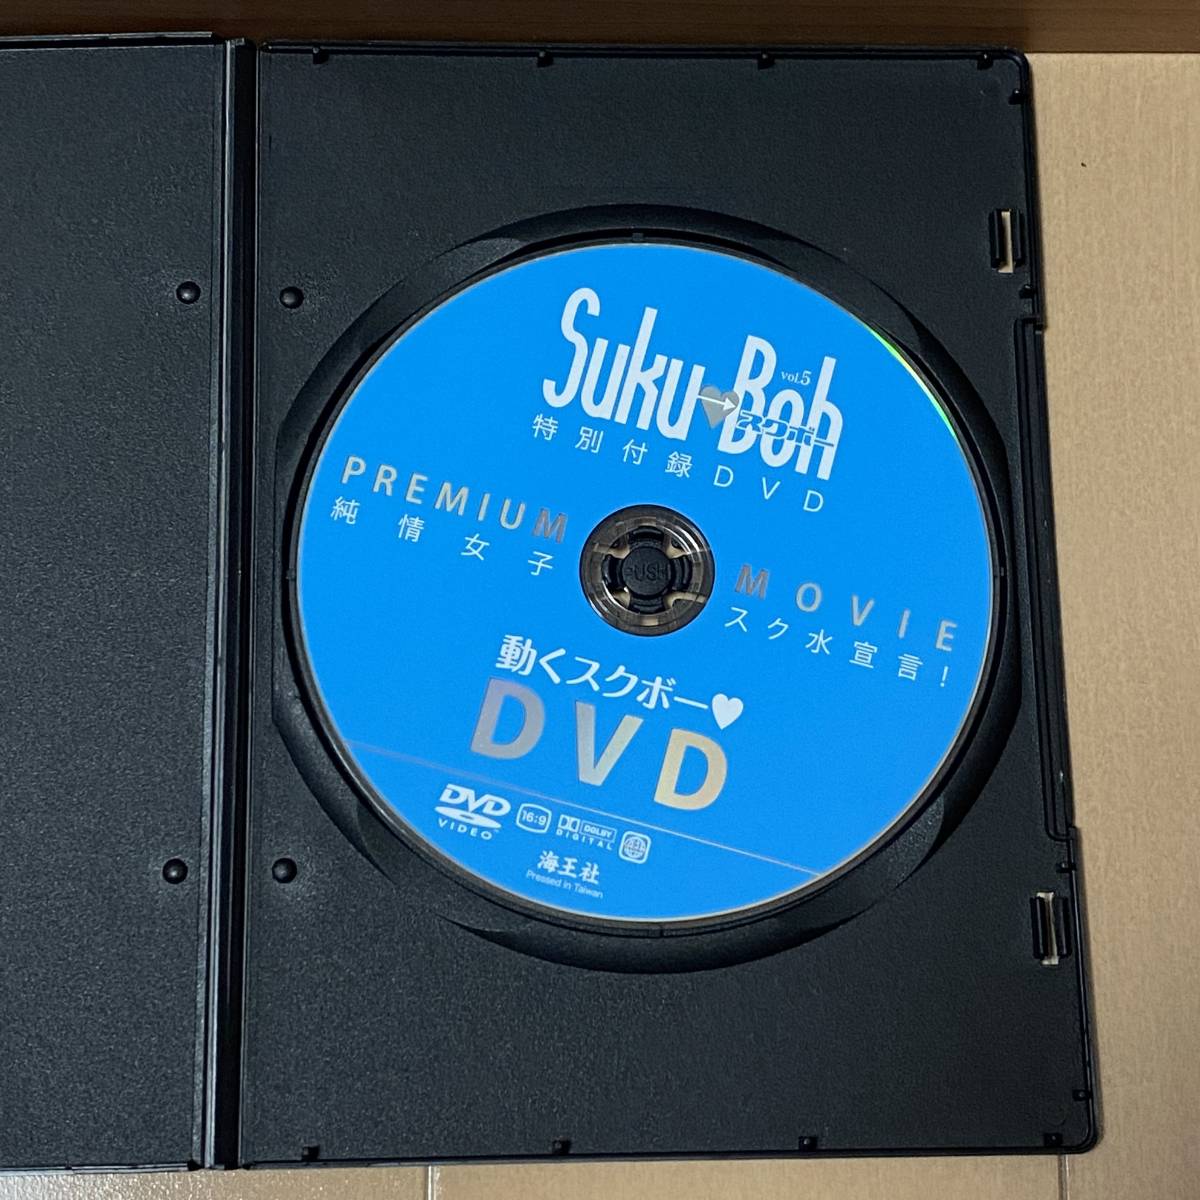 Suku→Boh
vol.5
スクボー
特別付録DVD
PREMIUM MOVIE
純情女子 スク水宣言!
PUSH
動くスクボー♥
DVD
DVD
VIDEO
16:9
DOLBY
DIGITAL
海王社
Pressed in Taiwan